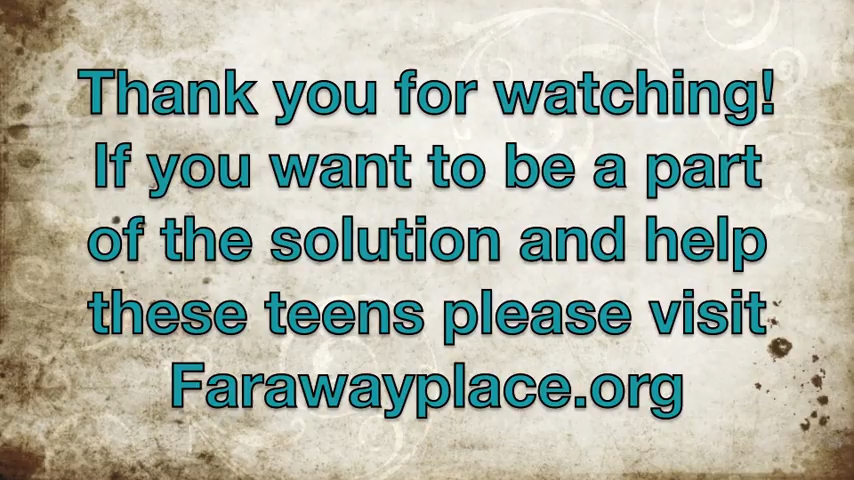 Thank you for watching!
If you want to be a part
of the solution and help
these teens please visit
Farawayplace.org